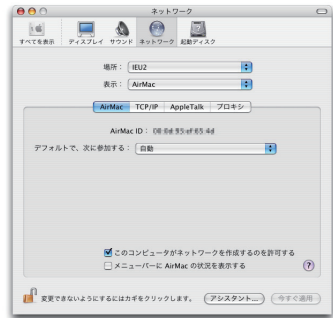 ネットワーク
すべてを表示 ディスプレイ サウンド ネットワーク 起動ディスク
場所： IEU2
表示： AirMac
AirMac TCP/IP AppleTalk プロキシ
AirMac ID：
デフォルトで、次に参加する： 自動
このコンピュータがネットワークを作成するのを許可する
メニューバーに AirMac の状況を表示する
?
変更できないようにするにはカギをクリックします。 アシスタント... 今すぐ適用